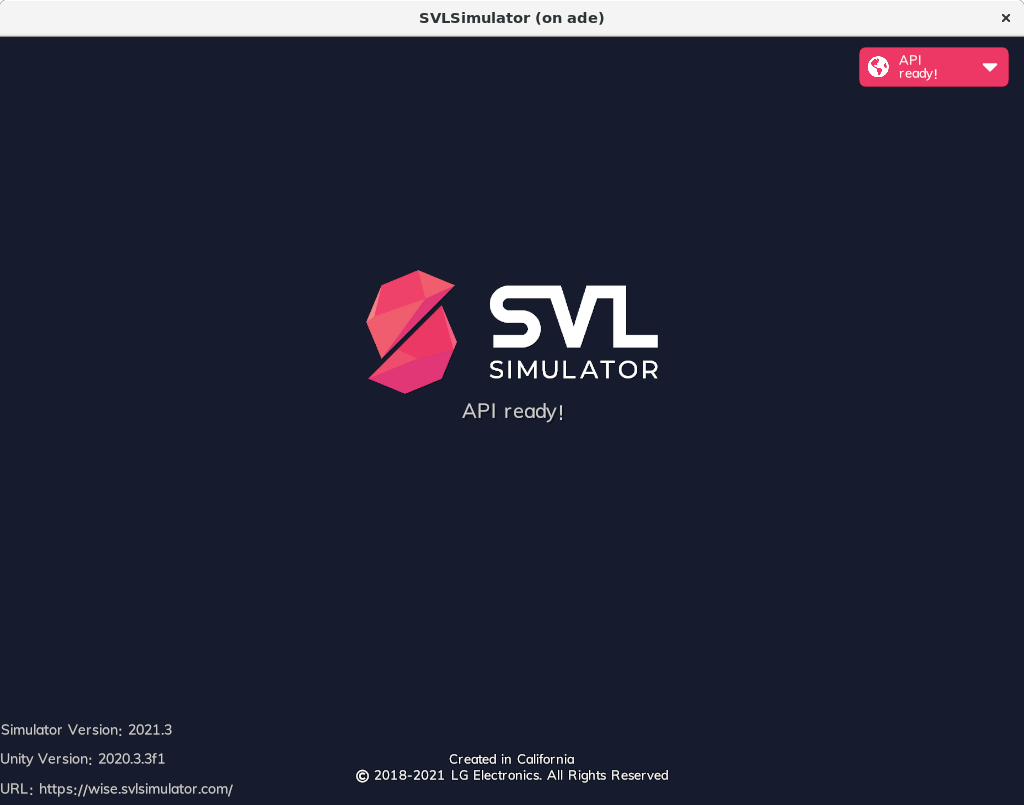 SVLSimulator (on ade)
API
ready!
SVL
SIMULATOR
API ready!
Simulator Version: 2021.3
Unity Version: 2020.3.3f1
URL: https://wise.svlsimulator.com/
Created in California
© 2018-2021 LG Electronics. All Rights Reserved